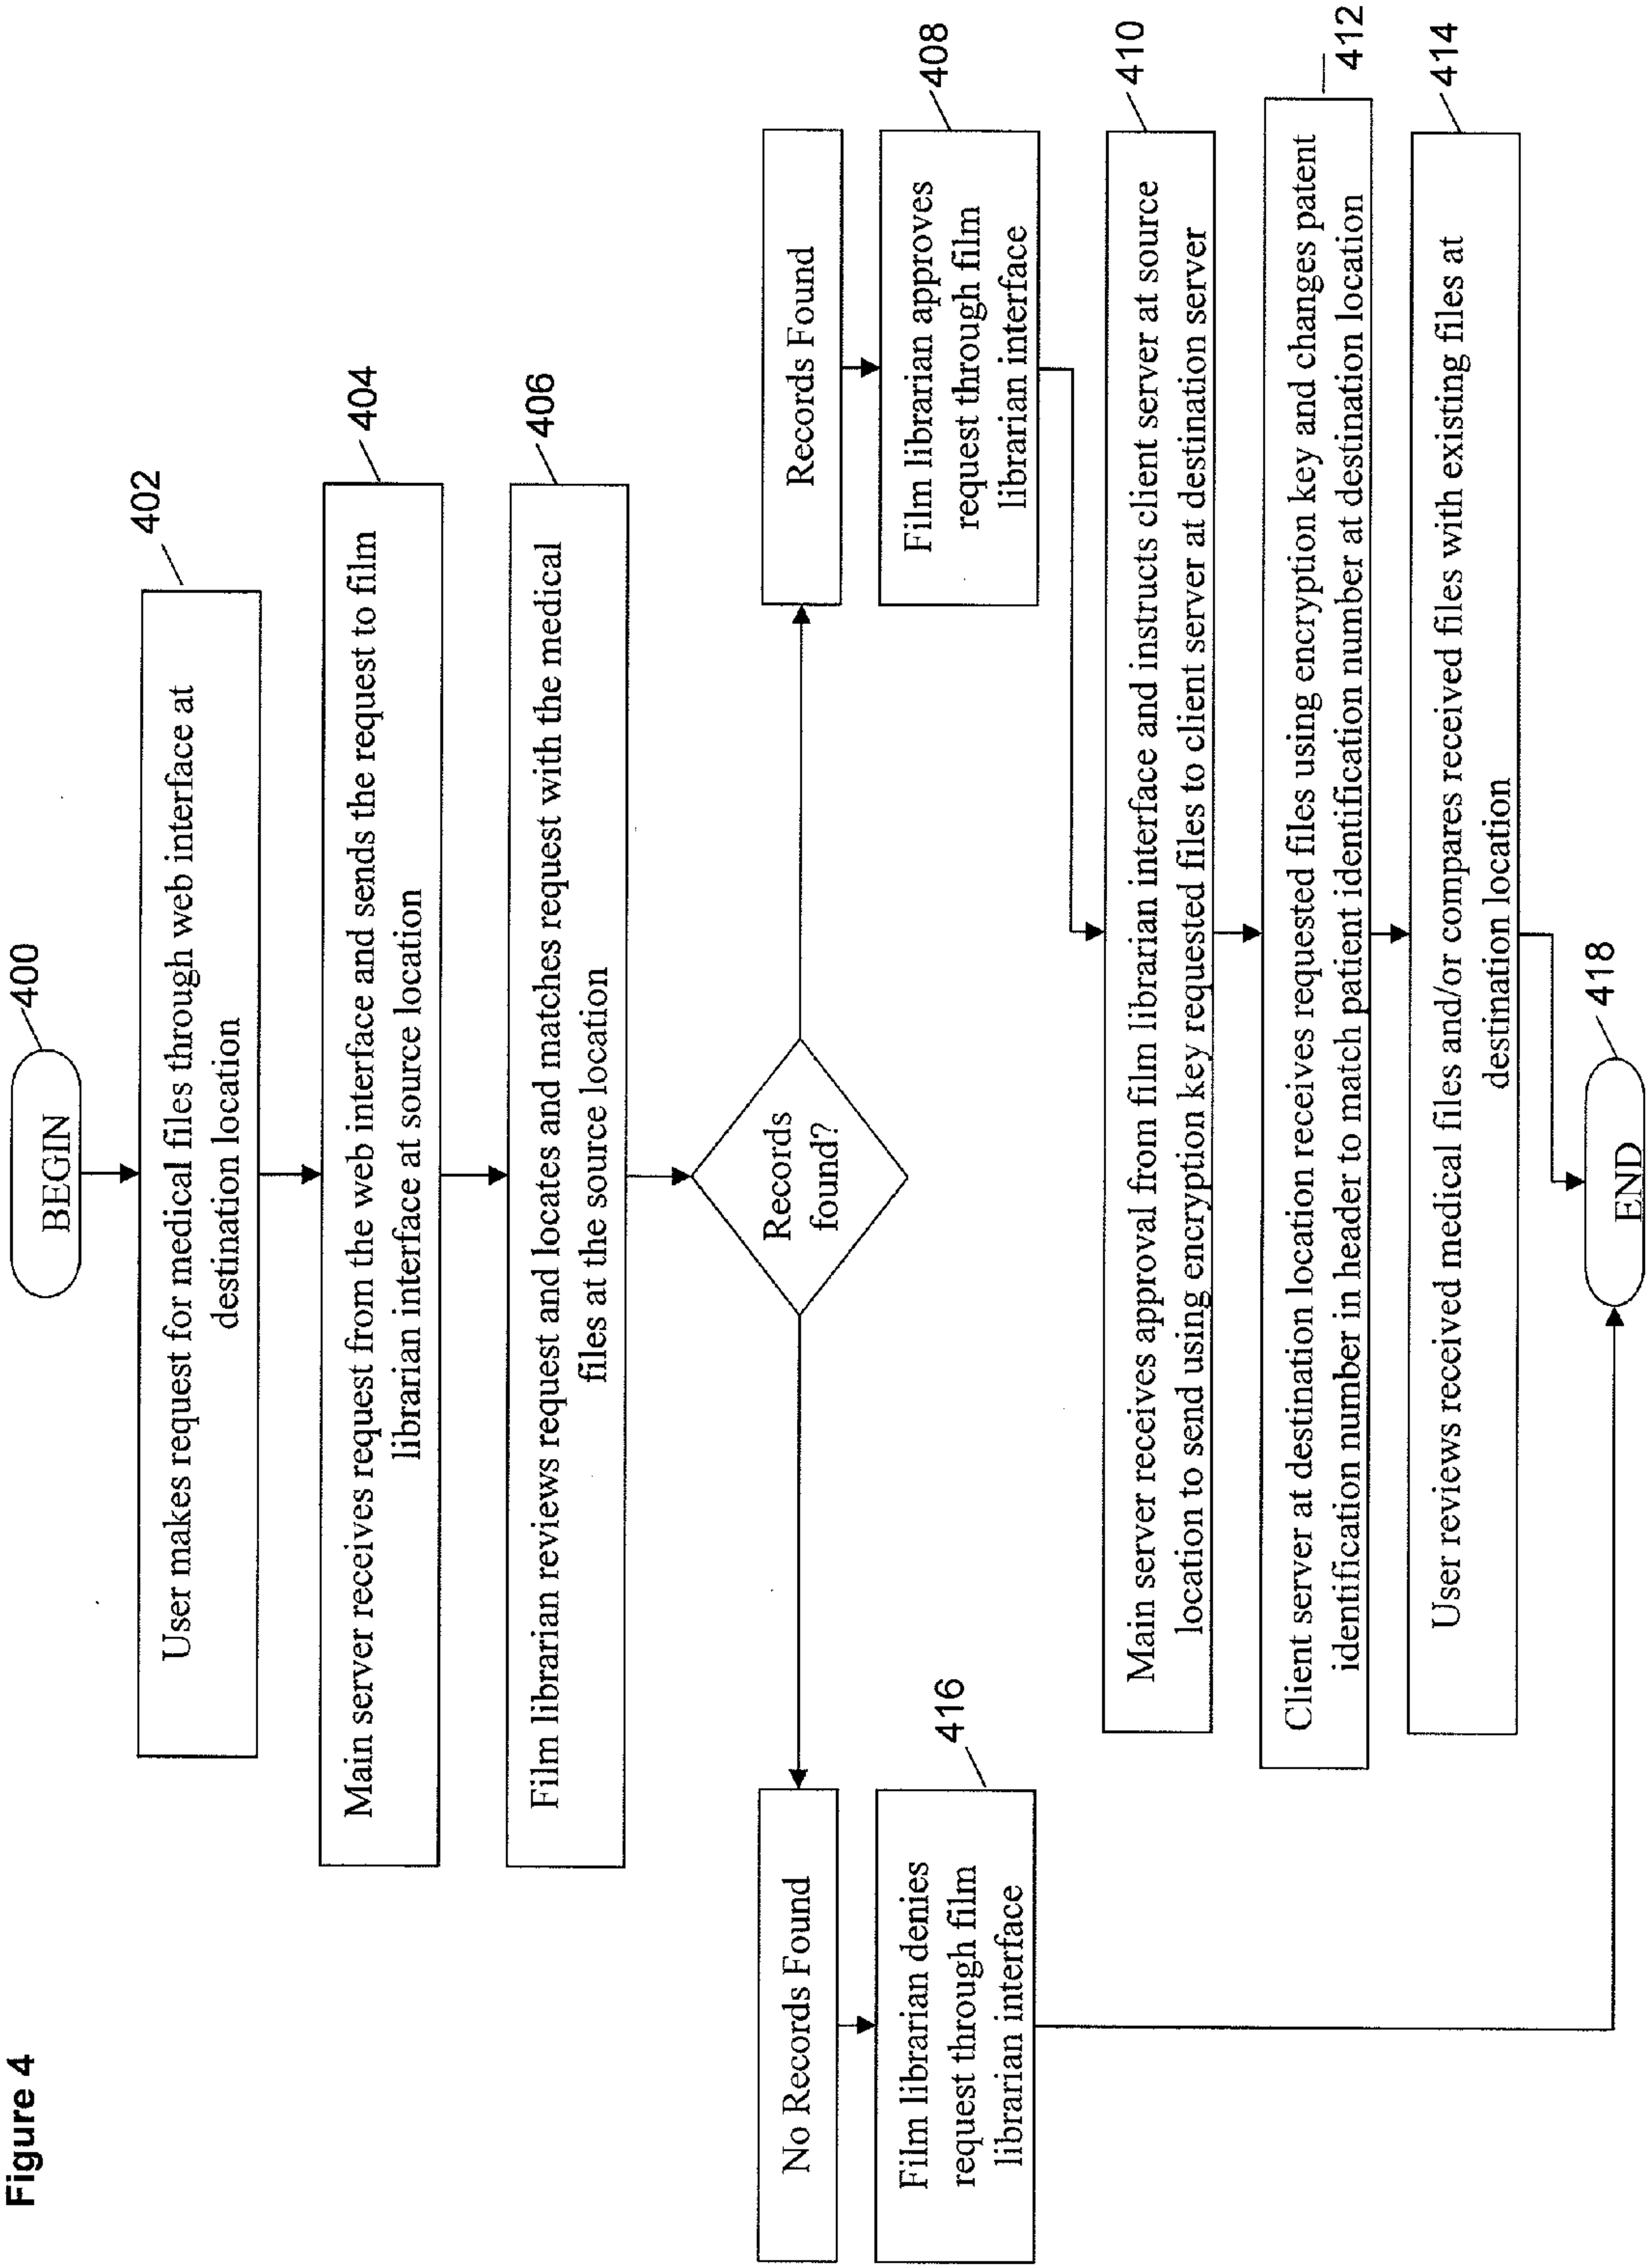 Figure 4
BEGIN
400
User makes request for medical files through web interface at
destination location
402
Main server receives request from the web interface and sends the request to film
librarian interface at source location
404
Film librarian reviews request and locates and matches request with the medical
files at the source location
406
Records
found?
No Records Found
Records Found
Film librarian denies
request through film
librarian interface
416
Film librarian approves
request through film
librarian interface
408
Main server receives approval from film librarian interface and instructs client server at source
location to send using encryption key requested files to client server at destination server
410
Client server at destination location receives requested files using encryption key and changes patent
identification number in header to match patient identification number at destination location
412
User reviews received medical files and/or compares received files with existing files at
destination location
414
END
418